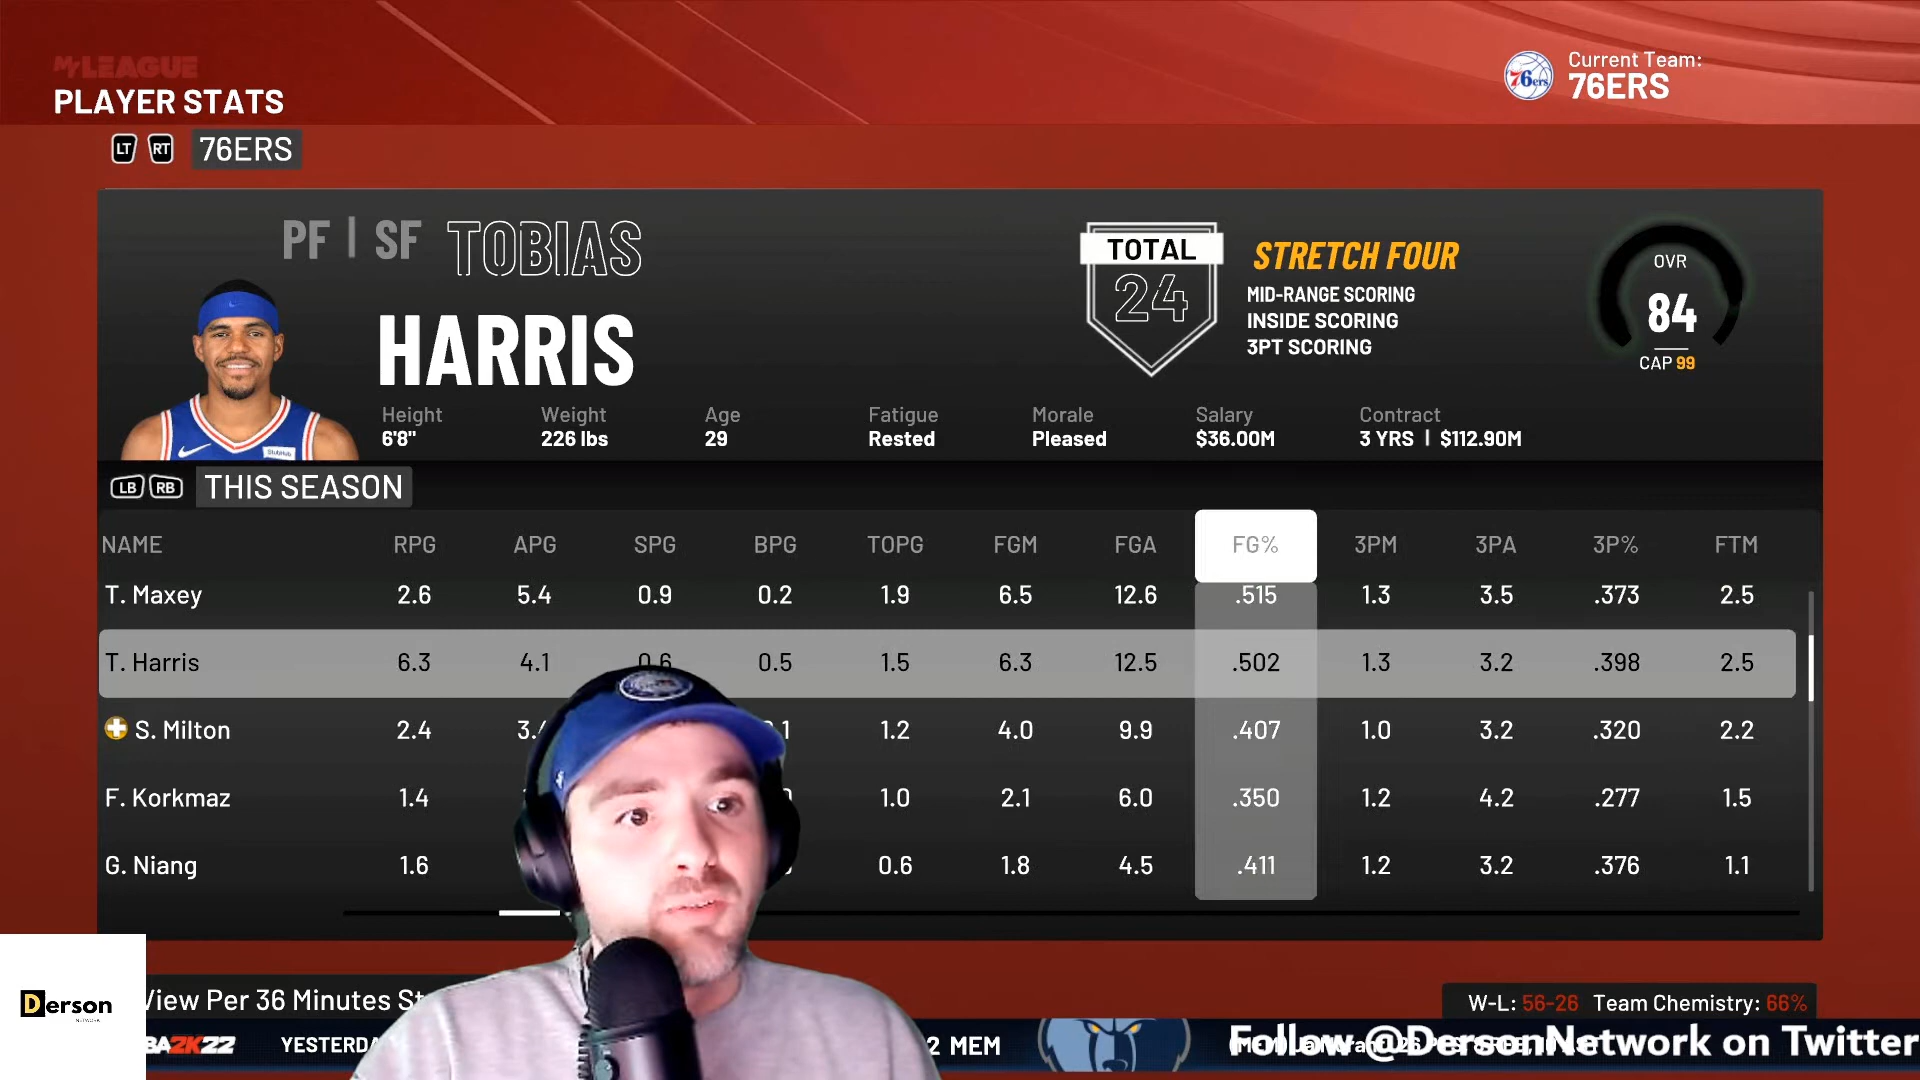 MyLEAGUE
PLAYER STATS
76ers
Current Team:
76ERS
LT RT 76ERS
PF | SF TOBIAS
HARRIS
TOTAL
24
STRETCH FOUR
MID-RANGE SCORING
INSIDE SCORING
3PT SCORING
OVR
84
CAP 99
Height Weight Age Fatigue Morale Salary Contract
6'8" 226 lbs 29 Rested Pleased $36.00M 3 YRS | $112.90M
StubHub
LB RB THIS SEASON
NAME RPG APG SPG BPG TOPG FGM FGA FG% 3PM 3PA 3P% FTM
T. Maxey 2.6 5.4 0.9 0.2 1.9 6.5 12.6 .515 1.3 3.5 .373 2.5
T. Harris 6.3 4.1 0.6 0.5 1.5 6.3 12.5 .502 1.3 3.2 .398 2.5
S. Milton 2.4 1.2 4.0 9.9 .407 1.0 3.2 .320 2.2
F. Korkmaz 1.4 1.0 2.1 6.0 .350 1.2 4.2 .277 1.5
G. Niang 1.6 0.6 1.8 4.5 .411 1.2 3.2 .376 1.1
Derson
NETWORK
View Per 36 Minutes
W-L: 56-26 Team Chemistry: 66%
2K22 2 MEM
Follow @DersonNetwork on Twitter